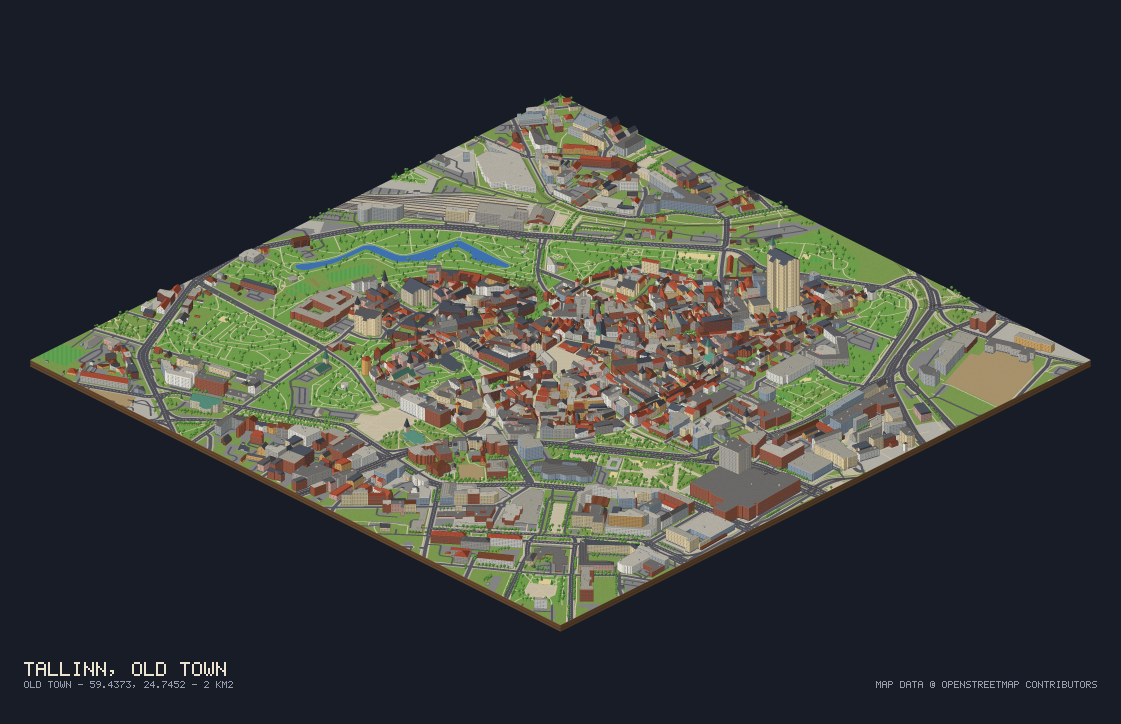 TALLINN, OLD TOWN
OLD TOWN - 59.4373, 24.7452 - 2 KM2
MAP DATA @ OPENSTREETMAP CONTRIBUTORS